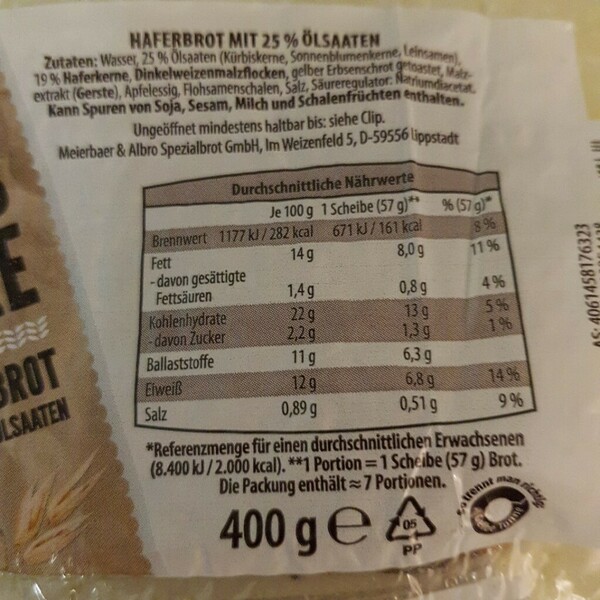 HAFERBROT MIT 25 % ÖLSAATEN
Zutaten: Wasser, 25 % Ölsaaten (Kürbiskerne, Sonnenblumenkerne, Leinsamen),
19 % Haferkerne, Dinkelweizenmalzflocken, gelber Erbsenschrot getoastet, Malz-
extrakt (Gerste), Apfelessig, Flohsamenschalen, Salz, Säureregulator: Natriumdiacetat.
Kann Spuren von Soja, Sesam, Milch und Schalenfrüchten enthalten.
Ungeöffnet mindestens haltbar bis: siehe Clip.
Meierbaer & Albro Spezialbrot GmbH, Im Weizenfeld 5, D-59556 Lippstadt
Durchschnittliche Nährwerte
Je 100 g 1 Scheibe (57 g)** % (57 g)*
Brennwert 1177 kJ / 282 kcal 671 kJ / 161 kcal 8 %
Fett 14 g 8,0 g 11 %
- davon gesättigte
Fettsäuren 1,4 g 0,8 g 4 %
Kohlenhydrate 22 g 13 g 5 %
- davon Zucker 2,2 g 1,3 g 1 %
Ballaststoffe 11 g 6,3 g
Eiweiß 12 g 6,8 g 14 %
Salz 0,89 g 0,51 g 9 %
*Referenzmenge für einen durchschnittlichen Erwachsenen
(8.400 kJ / 2.000 kcal). **1 Portion = 1 Scheibe (57 g) Brot.
Die Packung enthält ≈ 7 Portionen.
400 g e
05
PP
trennt man richtig
E
BROT
ÖLSAATEN
4061458176323